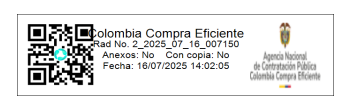 Colombia Compra Eficiente
Rad No. 2_2025_07_16_007150
Anexos: No Con copia: No
Fecha: 16/07/2025 14:02:05
Agencia Nacional
de Contratación Pública
Colombia Compra Eficiente